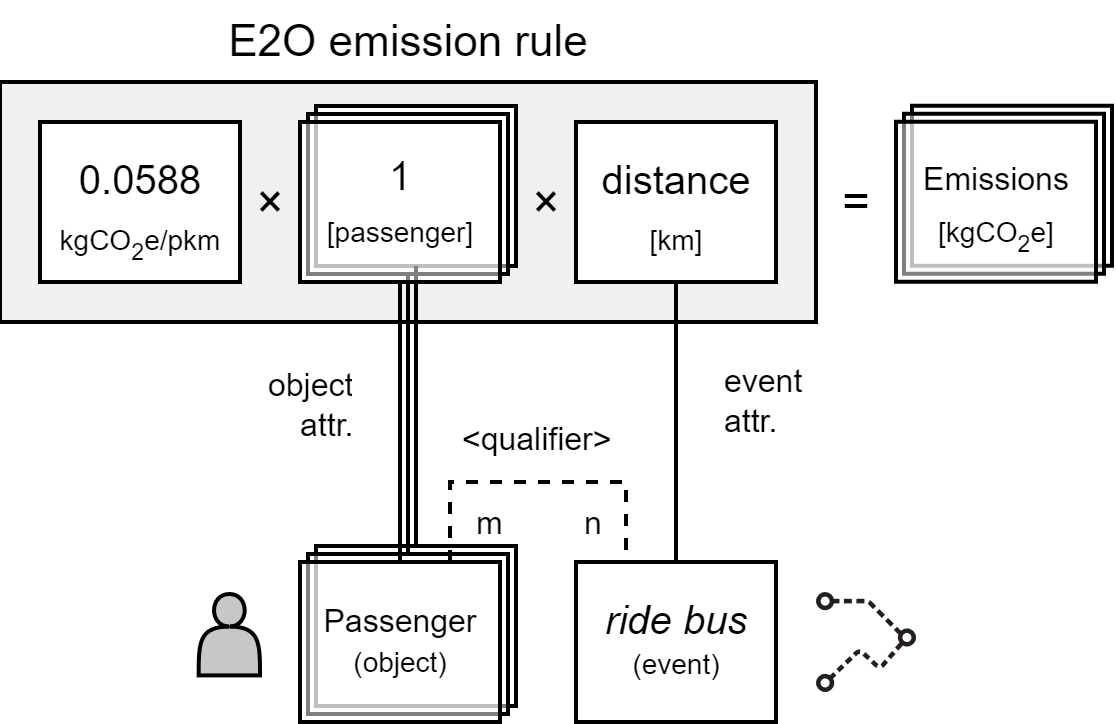 E2O emission rule
0.0588
kgCO₂e/pkm
×
1
[passenger]
×
distance
[km]
=
Emissions
[kgCO₂e]
object
attr.
event
attr.
<qualifier>
m
n
Passenger
(object)
ride bus
(event)